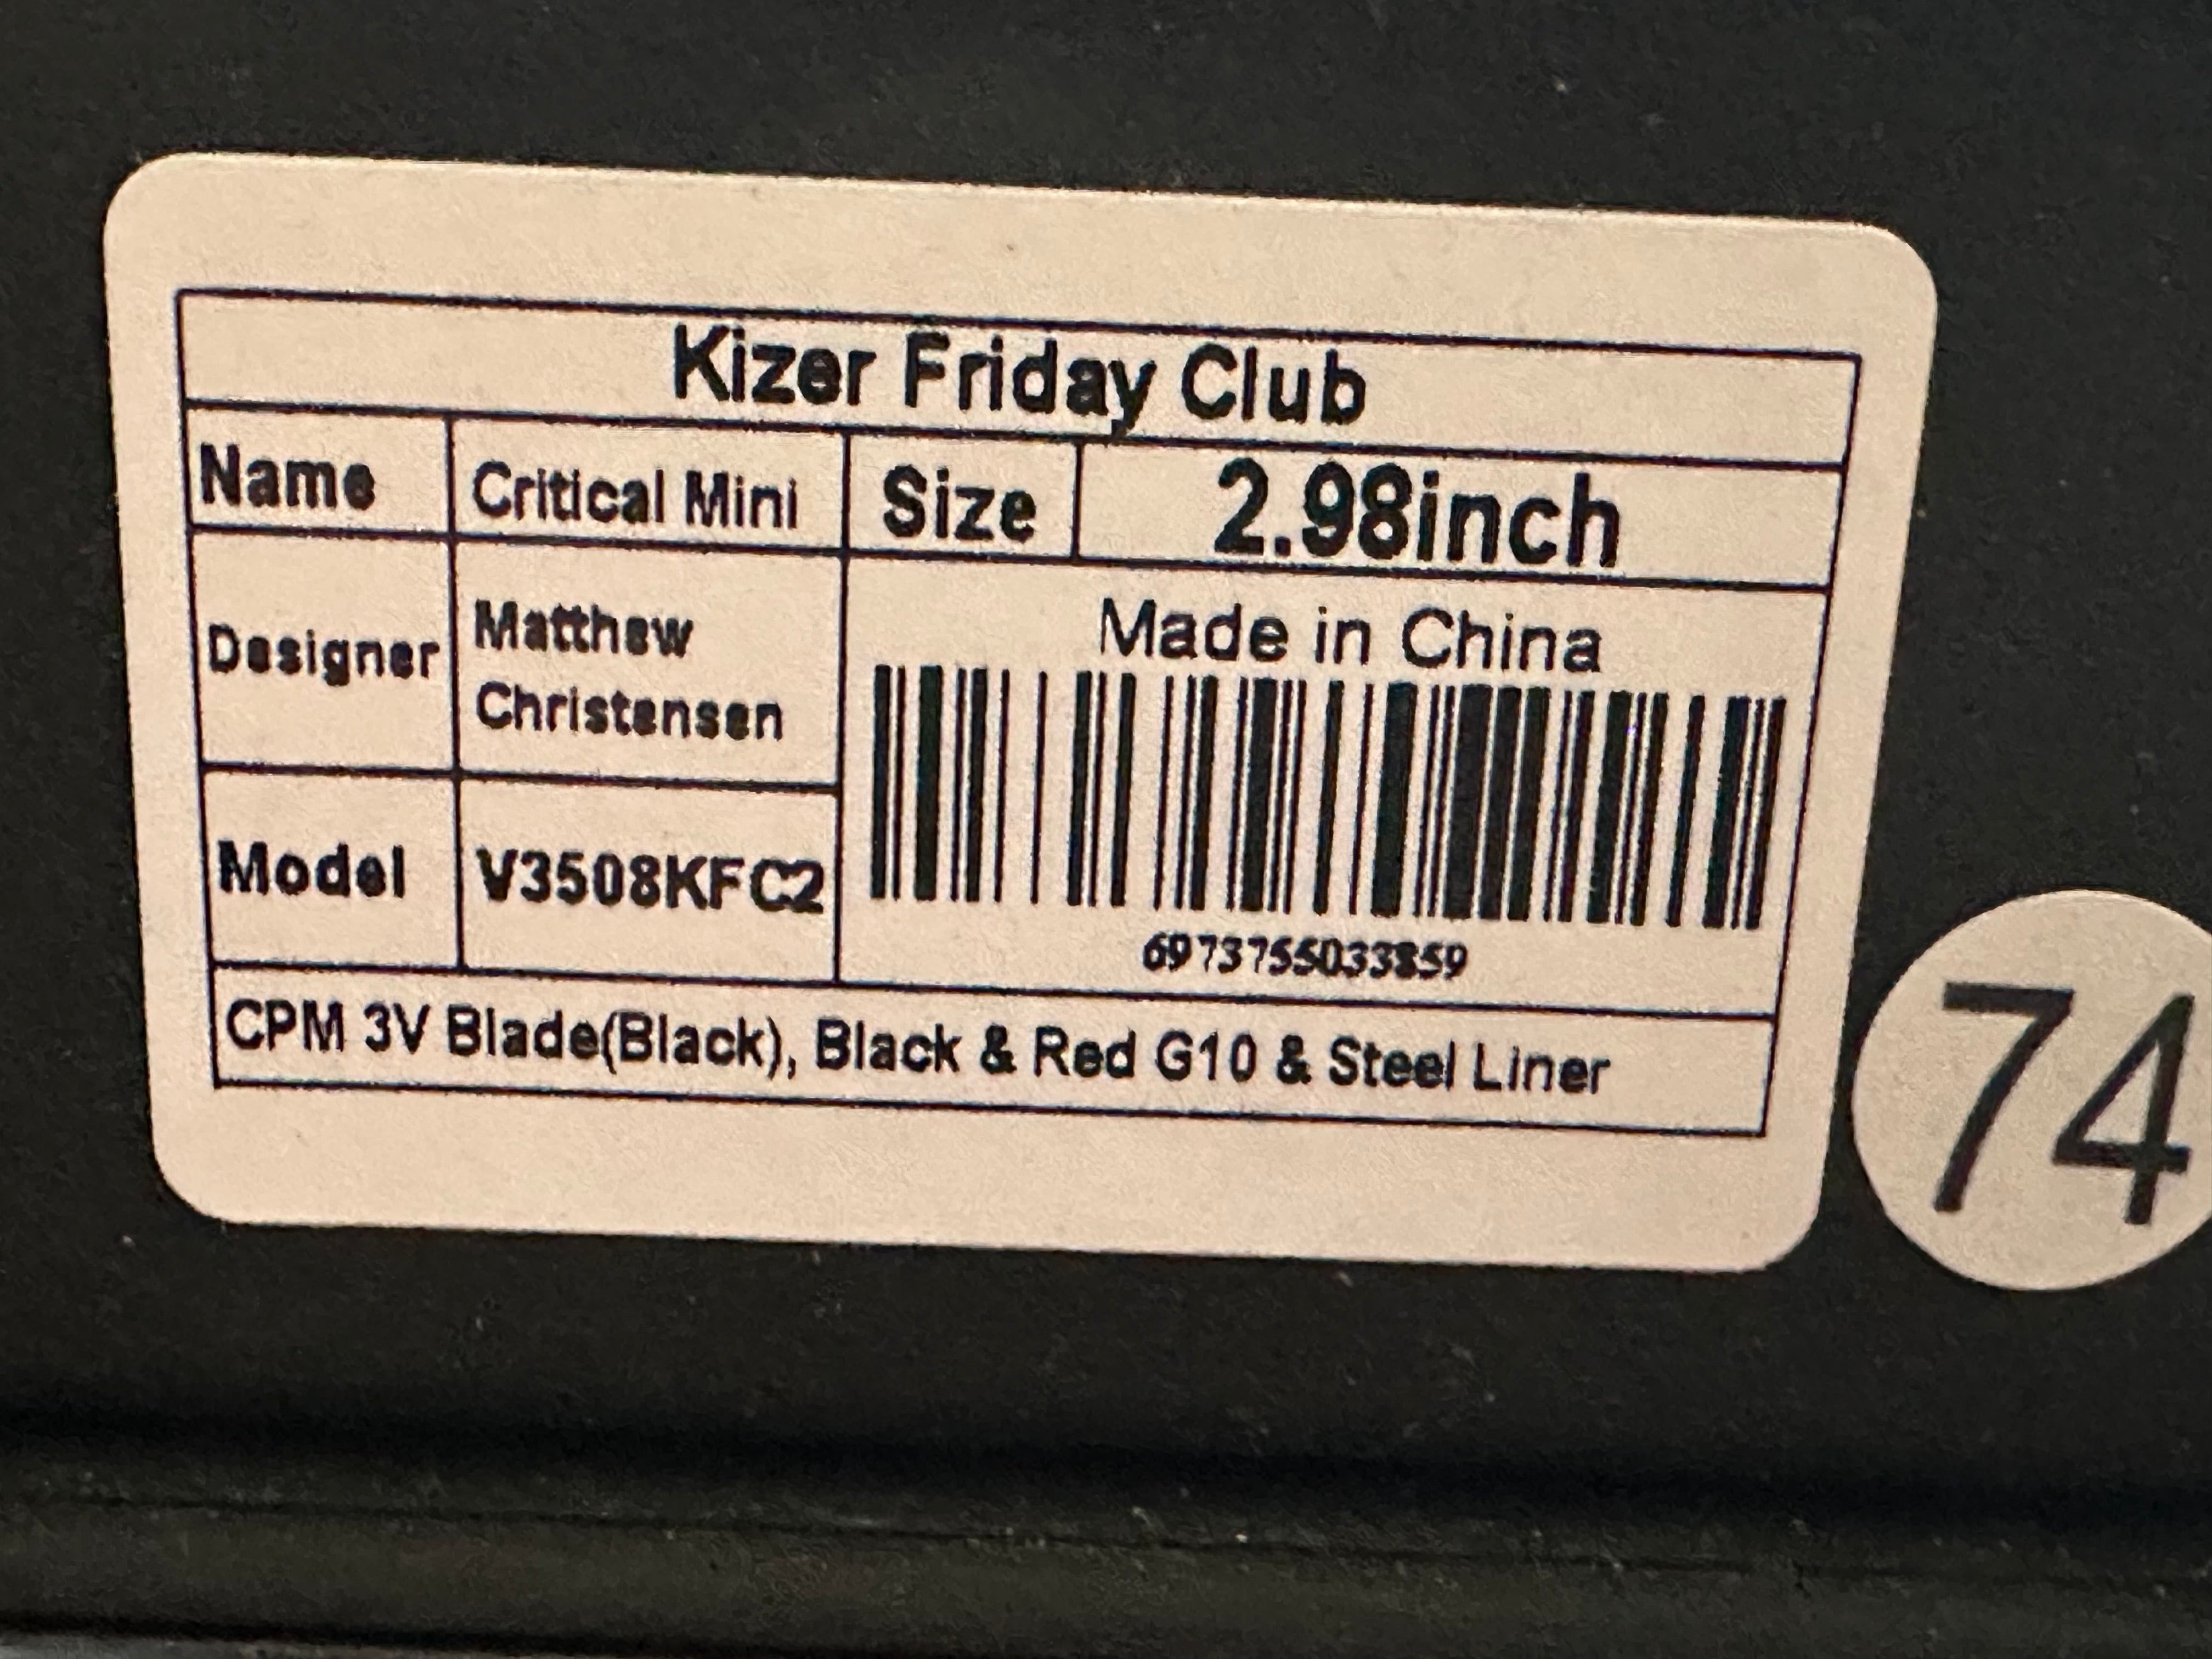 Kizer Friday Club
Name Critical Mini Size 2.98inch
Designer Matthew Christensen
Made in China
Model V3508KFC2
6973755033859
CPM 3V Blade(Black), Black & Red G10 & Steel Liner
74